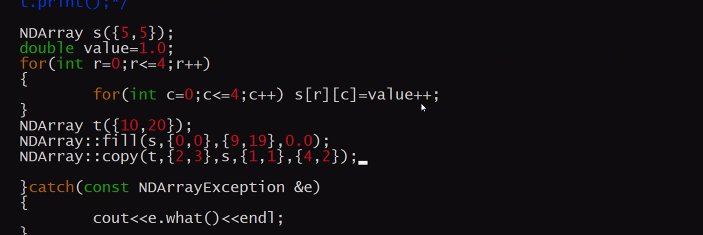 t.print();*/
NDArray s({5,5});
double value=1.0;
for(int r=0;r<=4;r++)
{
for(int c=0;c<=4;c++) s[r][c]=value++;
}
NDArray t({10,20});
NDArray::fill(s,{0,0},{9,19},0.0);
NDArray::copy(t,{2,3},s,{1,1},{4,2});
}catch(const NDArrayException &e)
{
cout<<e.what()<<endl;
}